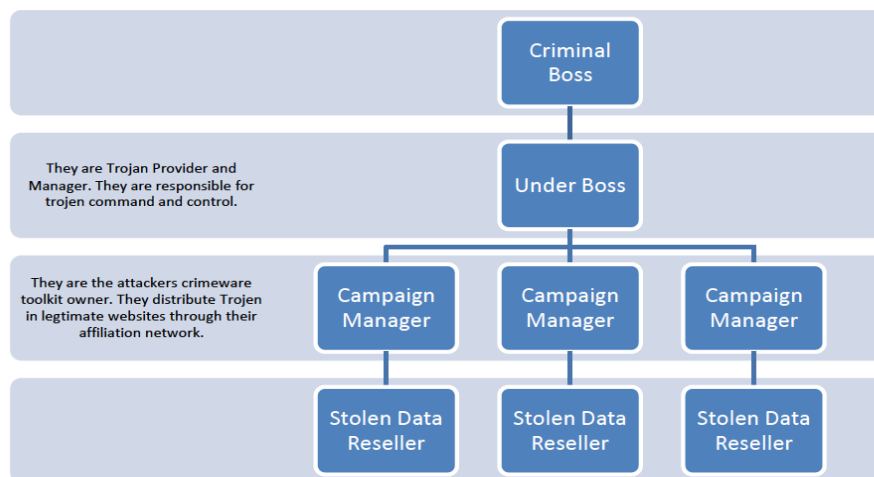 Criminal
Boss
They are Trojan Provider and
Manager. They are responsible for
trojen command and control.
Under Boss
They are the attackers crimeware
toolkit owner. They distribute Trojen
in legtimate websites through their
affiliation network.
Campaign
Manager
Campaign
Manager
Campaign
Manager
Stolen Data
Reseller
Stolen Data
Reseller
Stolen Data
Reseller